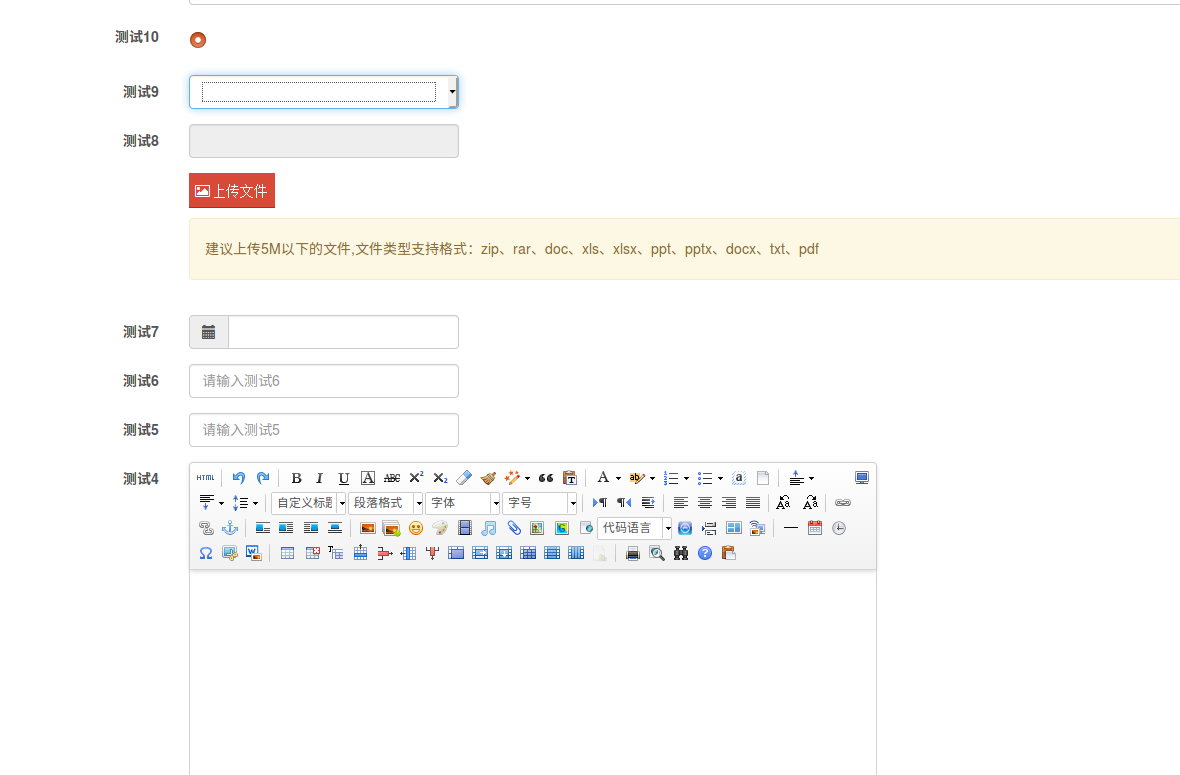 测试10
测试9
测试8
上传文件
建议上传5M以下的文件,文件类型支持格式：zip、rar、doc、xls、xlsx、ppt、pptx、docx、txt、pdf
测试7
测试6 请输入测试6
测试5 请输入测试5
测试4
HTML B I U A ABC X² X₂ T A ab a
自定义标题 段落格式 字体 字号
代码语言